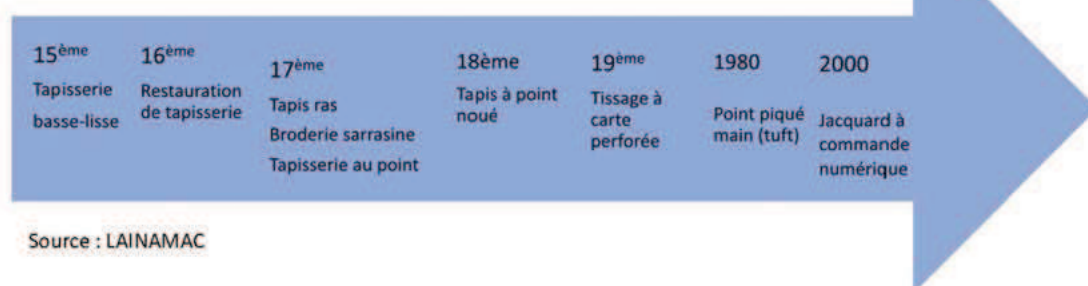 15ème
Tapisserie
basse-lisse
16ème
Restauration
de tapisserie
17ème
Tapis ras
Broderie sarrasine
Tapisserie au point
18ème
Tapis à point
noué
19ème
Tissage à
carte
perforée
1980
Point piqué
main (tuft)
2000
Jacquard à
commande
numérique
Source : LAINAMAC